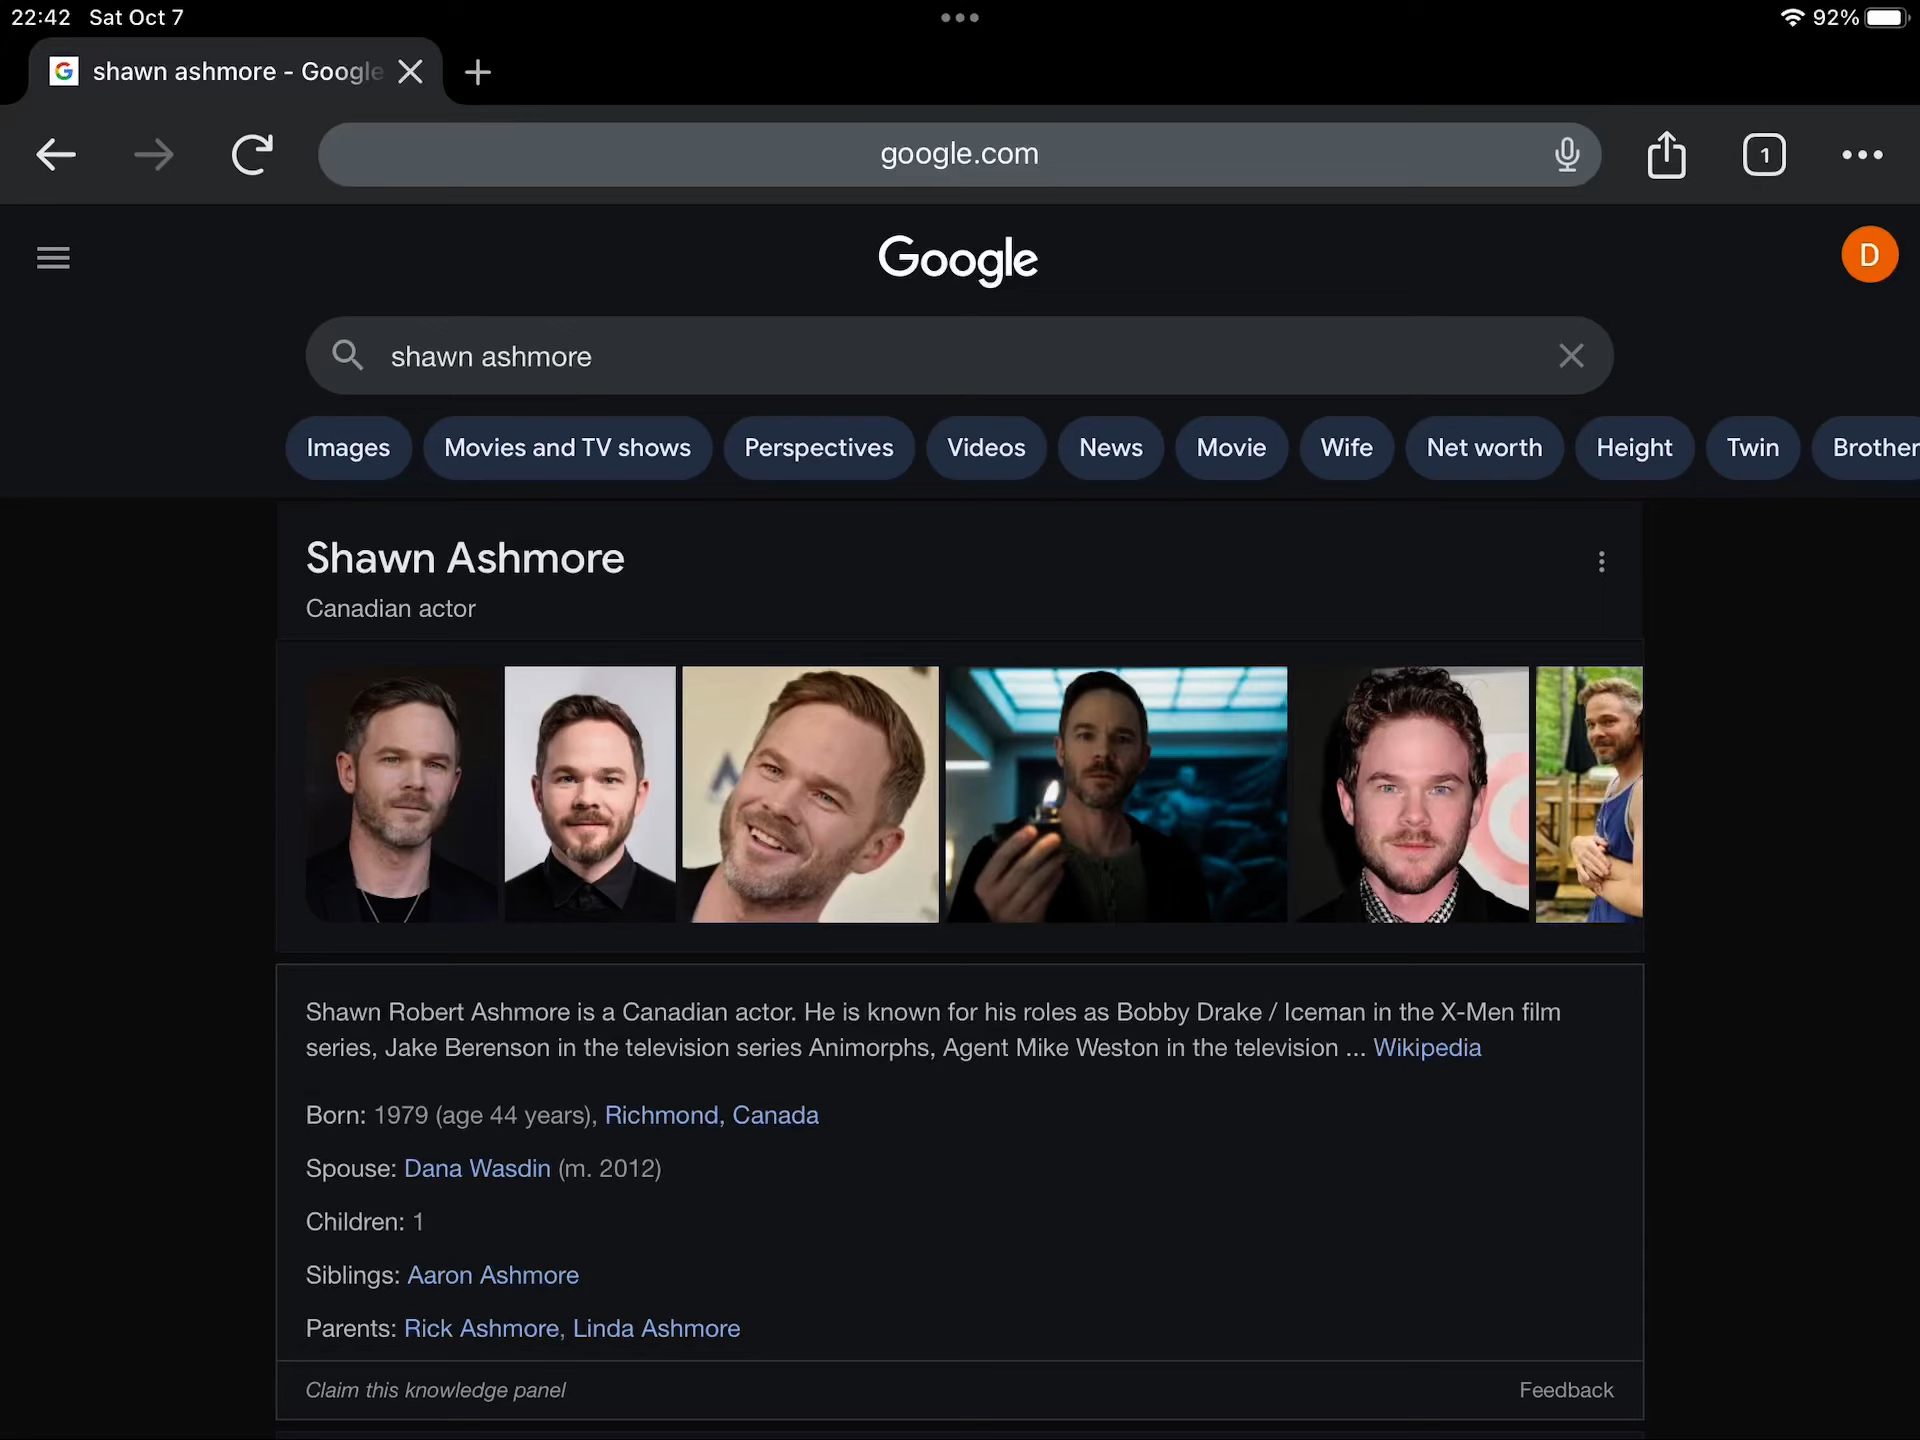 22:42 Sat Oct 7
92%
shawn ashmore - Google
google.com
1
Google
D
shawn ashmore
Images
Movies and TV shows
Perspectives
Videos
News
Movie
Wife
Net worth
Height
Twin
Brother
Shawn Ashmore
Canadian actor
Shawn Robert Ashmore is a Canadian actor. He is known for his roles as Bobby Drake / Iceman in the X-Men film
series, Jake Berenson in the television series Animorphs, Agent Mike Weston in the television ... Wikipedia
Born: 1979 (age 44 years), Richmond, Canada
Spouse: Dana Wasdin (m. 2012)
Children: 1
Siblings: Aaron Ashmore
Parents: Rick Ashmore, Linda Ashmore
Claim this knowledge panel
Feedback